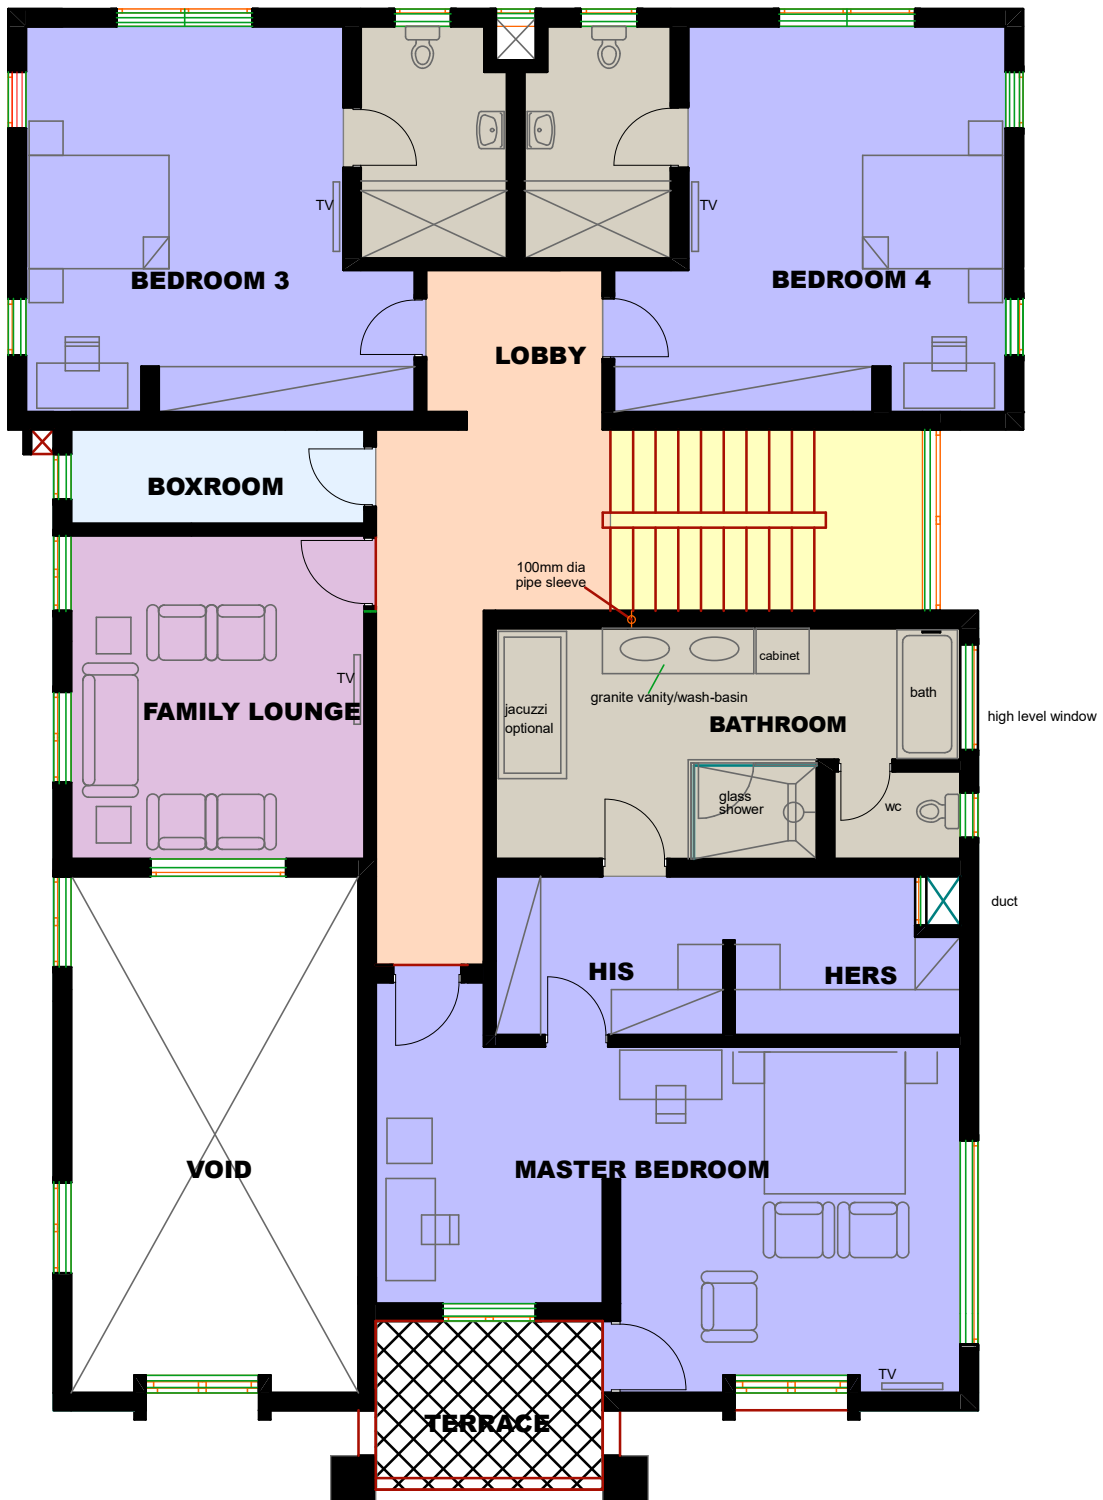 TV
TV
BEDROOM 3
BEDROOM 4
LOBBY
BOXROOM
100mm dia
pipe sleeve
cabinet
TV
granite vanity/wash-basin
bath
FAMILY LOUNGE
jacuzzi
optional
BATHROOM
high level window
glass
shower
wc
duct
HIS
HERS
VOID
MASTER BEDROOM
TV
TERRACE